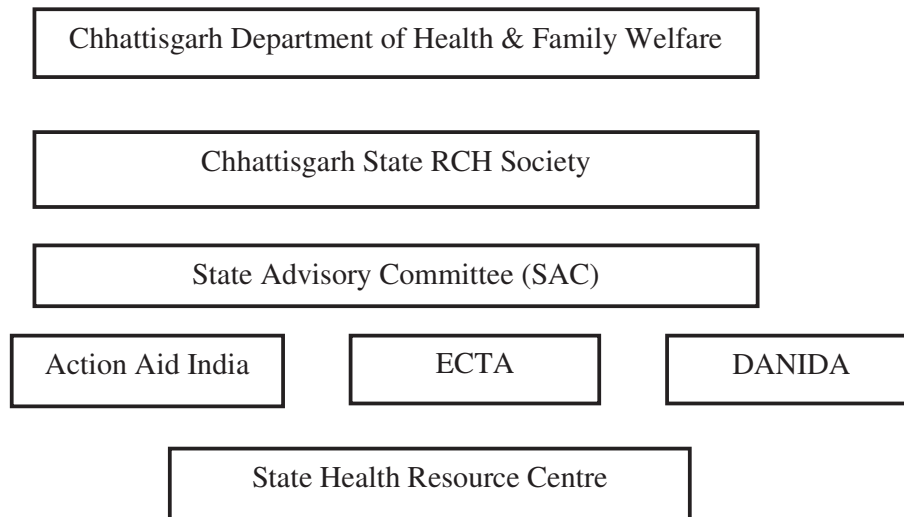 Chhattisgarh Department of Health & Family Welfare
Chhattisgarh State RCH Society
State Advisory Committee (SAC)
Action Aid India
ECTA
DANIDA
State Health Resource Centre